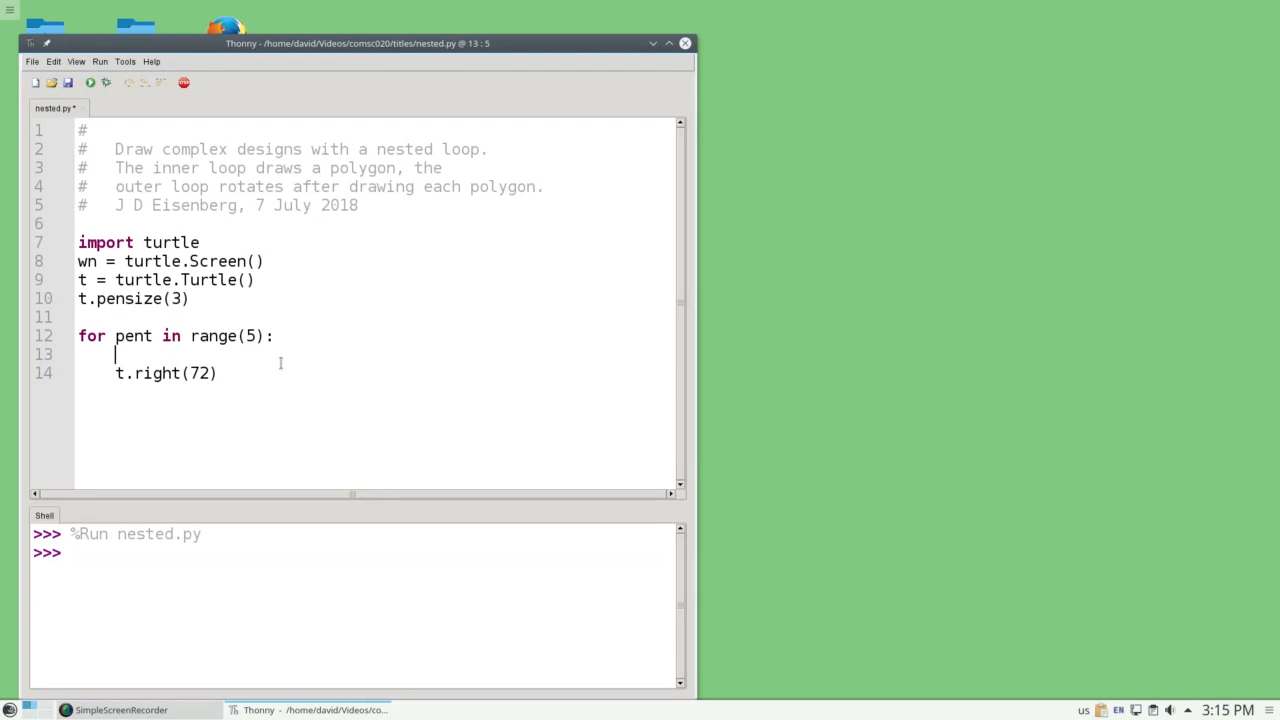 Thonny - /home/david/Videos/comsc020/titles/nested.py @ 13 : 5
File Edit View Run Tools Help
STOP
nested.py *
1 #
2 # Draw complex designs with a nested loop.
3 # The inner loop draws a polygon, the
4 # outer loop rotates after drawing each polygon.
5 # J D Eisenberg, 7 July 2018
6
7 import turtle
8 wn = turtle.Screen()
9 t = turtle.Turtle()
10 t.pensize(3)
11
12 for pent in range(5):
13
14 t.right(72)
Shell
>>> %Run nested.py
>>>
SimpleScreenRecorder
Thonny - /home/david/Videos/co...
us EN 3:15 PM